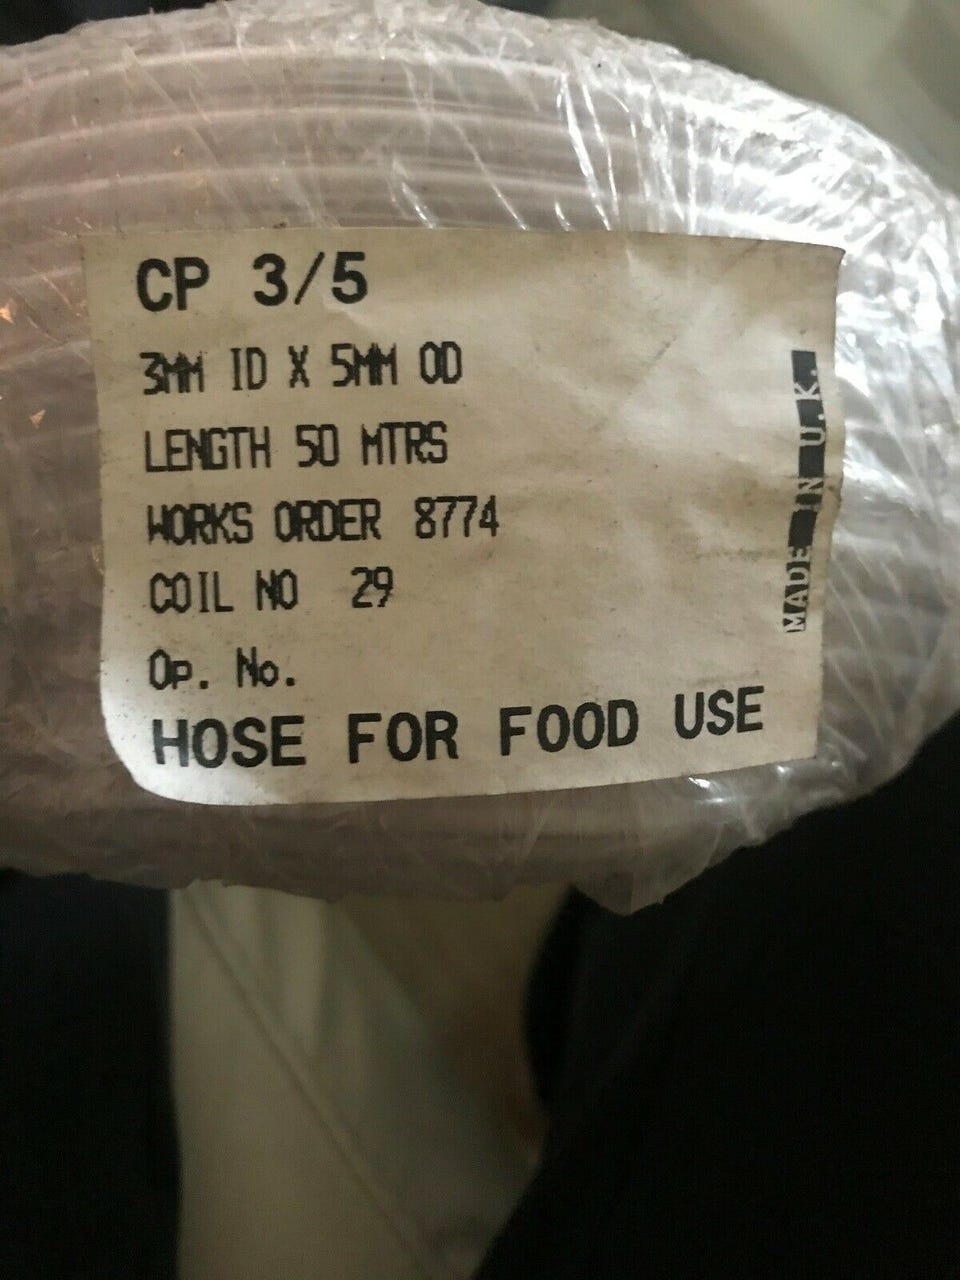 CP 3/5
3MM ID X 5MM OD
LENGTH 50 MTRS
WORKS ORDER 8774
COIL NO 29
Op. No.
HOSE FOR FOOD USE
MADE IN U.K.